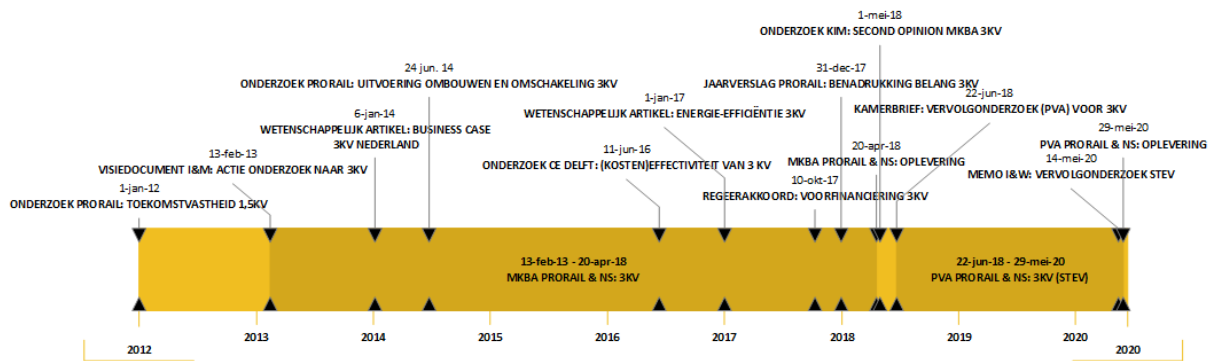 1-mei-18
ONDERZOEK KIM: SECOND OPINION MKBA 3KV
24 jun. 14
ONDERZOEK PRORAIL: UITVOERING OMBOUWEN EN OMSCHAKELING 3KV
31-dec-17
JAARVERSLAG PRORAIL: BENADRUKKING BELANG 3KV
22-jun-18
KAMERBRIEF: VERVOLGONDERZOEK (PVA) VOOR 3KV
1-jan-17
WETENSCHAPPELIJK ARTIKEL: ENERGIE-EFFICIËNTIE 3KV
6-jan-14
WETENSCHAPPELIJK ARTIKEL: BUSINESS CASE
3KV NEDERLAND
29-mei-20
PVA PRORAIL & NS: OPLEVERING
11-jun-16
ONDERZOEK CE DELFT: (KOSTEN)EFFECTIVITEIT VAN 3 KV
20-apr-18
MKBA PRORAIL & NS: OPLEVERING
13-feb-13
VISIEDOCUMENT I&M: ACTIE ONDERZOEK NAAR 3KV
14-mei-20
MEMO I&W: VERVOLGONDERZOEK STEV
1-jan-12
ONDERZOEK PRORAIL: TOEKOMSTVASTHEID 1,5KV
10-okt-17
REGEERAKKOORD: VOORFINANCIERING 3KV
13-feb-13 - 20-apr-18
MKBA PRORAIL & NS: 3KV
22-jun-18 - 29-mei-20
PVA PRORAIL & NS: 3KV (STEV)
2012 2013 2014 2015 2016 2017 2018 2019 2020 2020